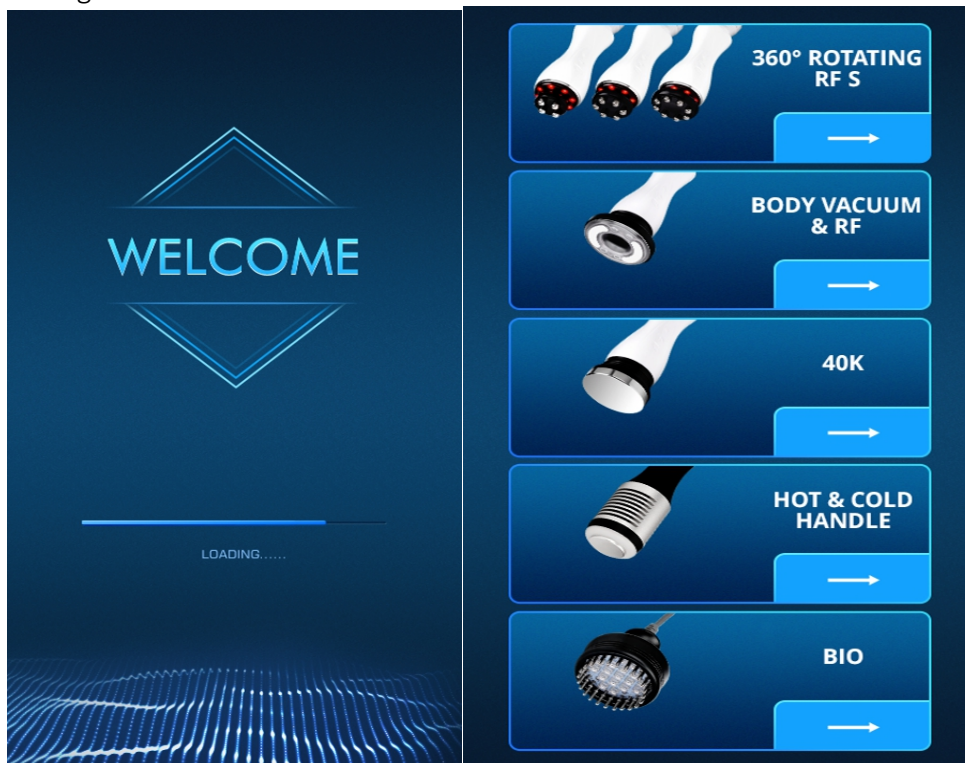 WELCOME
LOADING......
360° ROTATING
RF S
BODY VACUUM
& RF
40K
HOT & COLD
HANDLE
BIO